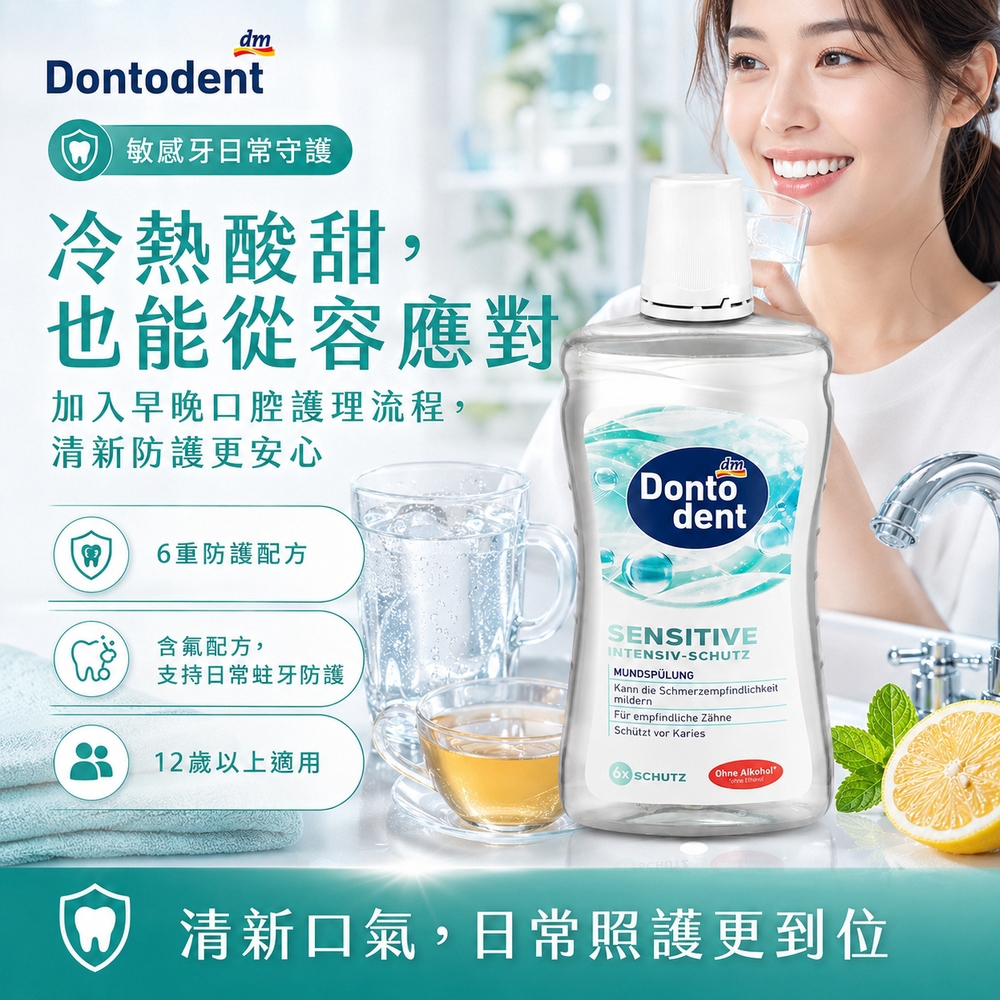 dm
Dontodent
敏感牙日常守護
冷熱酸甜，
也能從容應對
加入早晚口腔護理流程，
清新防護更安心
6重防護配方
含氟配方，
支持日常蛀牙防護
12歲以上適用
dm
Donto
dent
SENSITIVE
INTENSIV-SCHUTZ
MUNDSPÜLUNG
Kann die Schmerzempfindlichkeit
mildern
Für empfindliche Zähne
Schützt vor Karies
6x SCHUTZ
Ohne Alkohol*
*ohne Ethanol
清新口氣，日常照護更到位